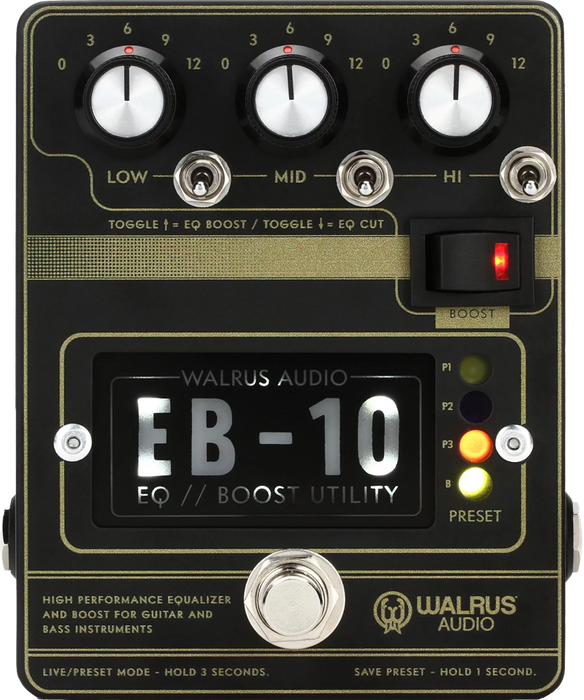 0 3 6 9 12 0 3 6 9 12 0 3 6 9 12
LOW MID HI
TOGGLE ↑ = EQ BOOST / TOGGLE ↓ = EQ CUT
BOOST
WALRUS AUDIO
EB-10
EQ // BOOST UTILITY
P1
P2
P3
B
PRESET
HIGH PERFORMANCE EQUALIZER
AND BOOST FOR GUITAR AND
BASS INSTRUMENTS
WALRUS
AUDIO
LIVE/PRESET MODE - HOLD 3 SECONDS. SAVE PRESET - HOLD 1 SECOND.